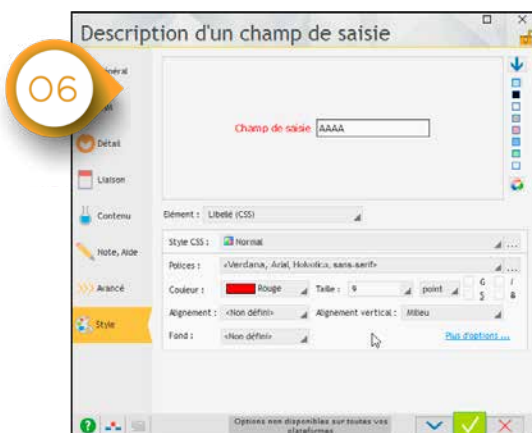 Description d'un champ de saisie
06
Détail
Liaison
Contenu
Note, Aide
Avancé
Style
Champ de saisie AAAA
Elément : Libellé (CSS)
Style CSS : Normal ...
Polices : <Verdana, Arial, Helvetica, sans-serif> ...
Couleur : Rouge Taille : 9 point G I S B
Alignement : <Non défini> Alignement vertical : Milieu
Fond : <Non défini> Plus d'options ...
Options non disponibles sur toutes vos
plateformes